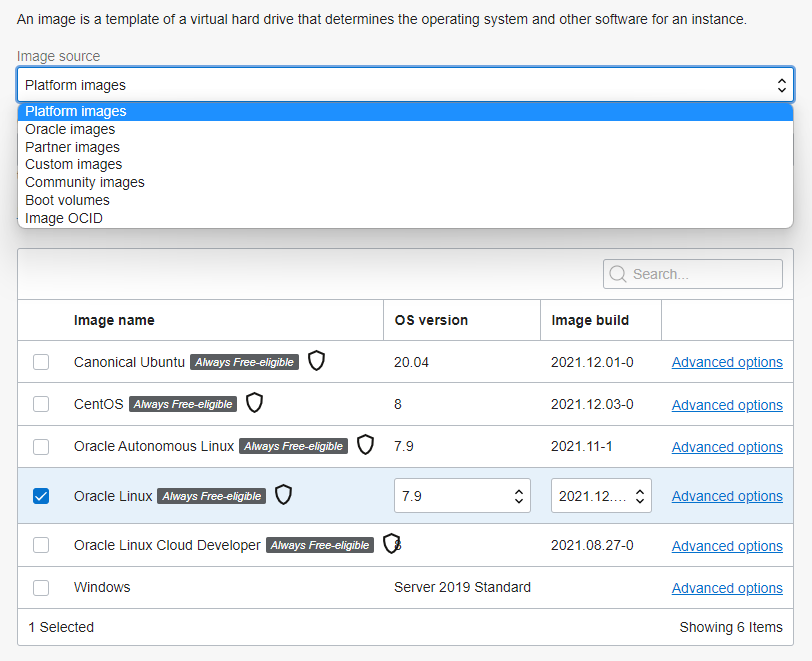 An image is a template of a virtual hard drive that determines the operating system and other software for an instance.
Image source
Platform images
Platform images
Oracle images
Partner images
Custom images
Community images
Boot volumes
Image OCID
Search...
Image name OS version Image build
Canonical Ubuntu Always Free-eligible 20.04 2021.12.01-0 Advanced options
CentOS Always Free-eligible 8 2021.12.03-0 Advanced options
Oracle Autonomous Linux Always Free-eligible 7.9 2021.11-1 Advanced options
Oracle Linux Always Free-eligible 7.9 2021.12.... Advanced options
Oracle Linux Cloud Developer Always Free-eligible 8 2021.08.27-0 Advanced options
Windows Server 2019 Standard Advanced options
1 Selected Showing 6 Items